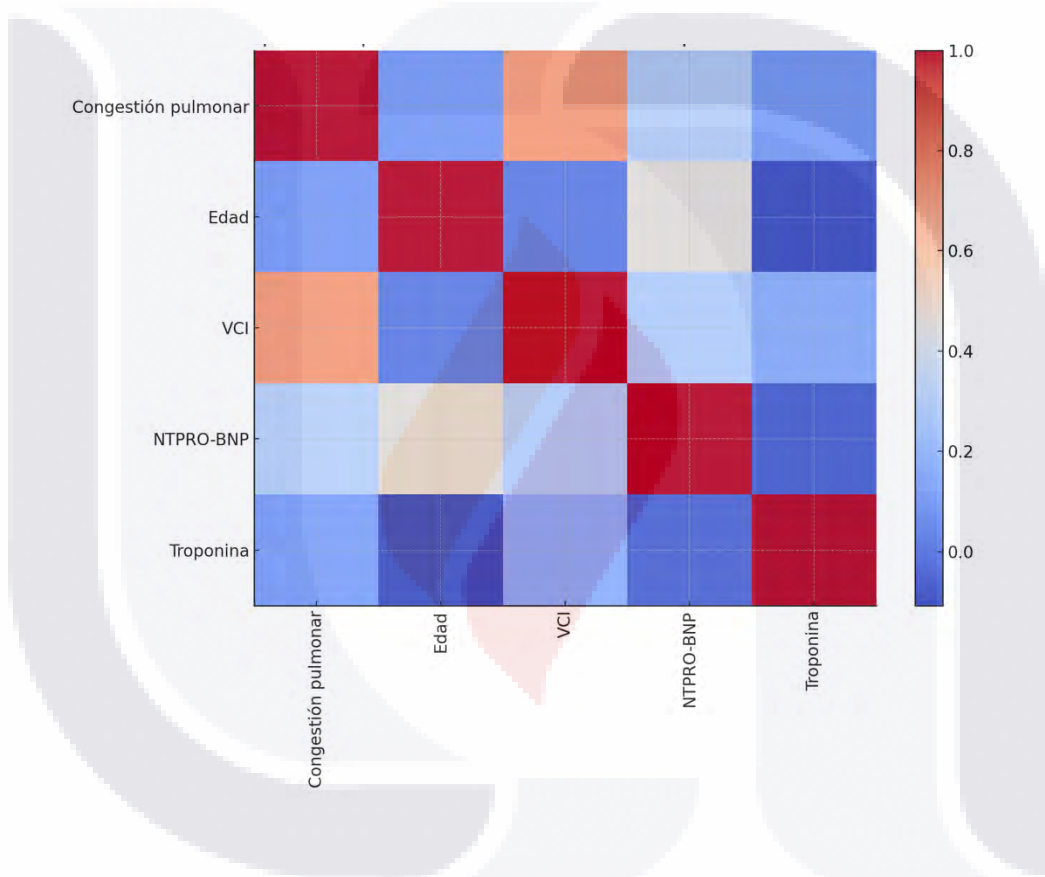 1.0
Congestión pulmonar
0.8
Edad
0.6
VCI
0.4
NTPRO-BNP
0.2
Troponina
0.0
Congestión pulmonar
Edad
VCI
NTPRO-BNP
Troponina